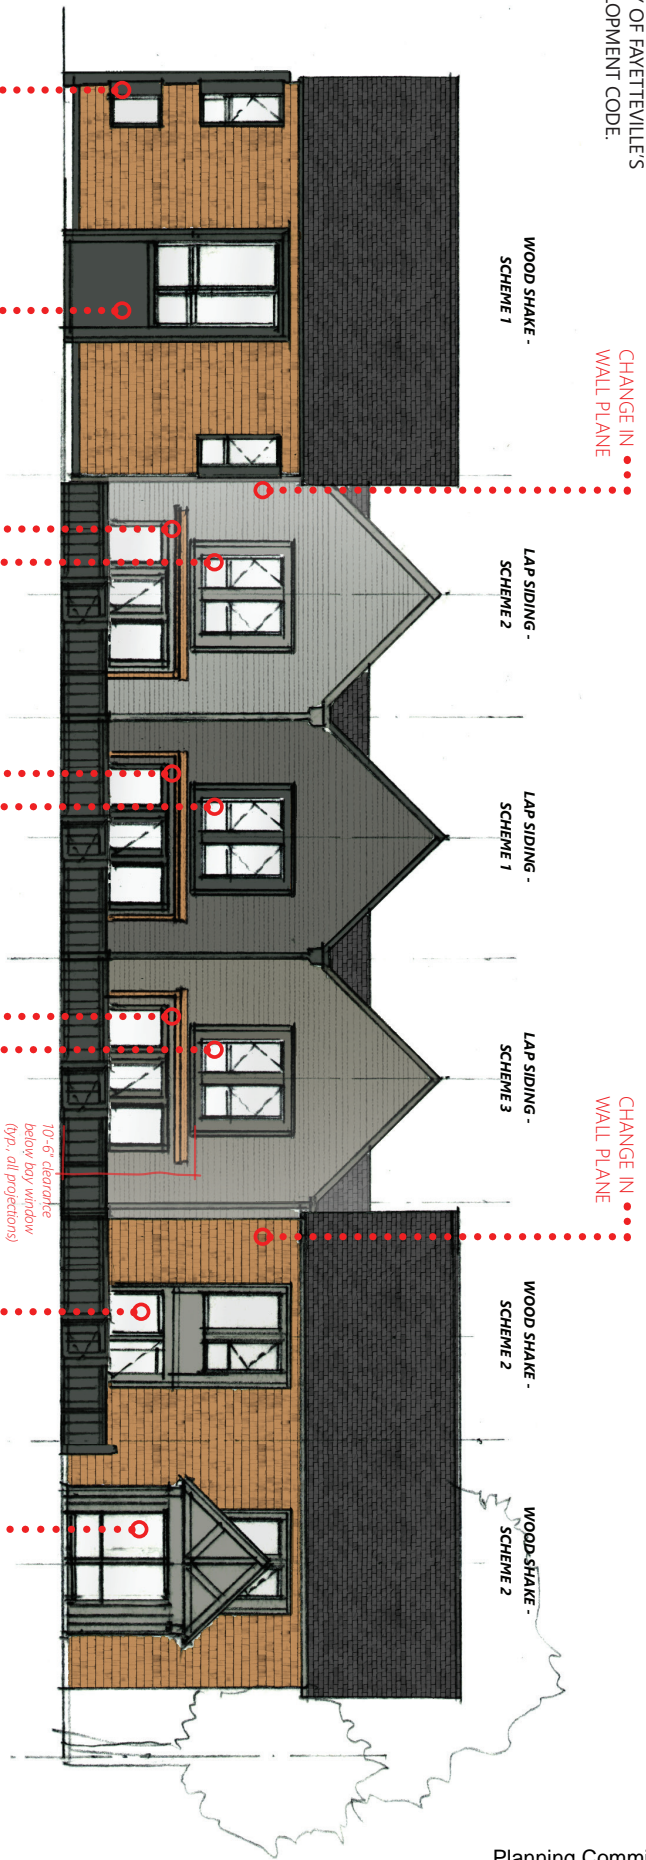 Y OF FAYETTEVILLE'S
LOPMENT CODE.
CHANGE IN
WALL PLANE
CHANGE IN
WALL PLANE
WOOD SHAKE -
SCHEME 1
LAP SIDING -
SCHEME 2
LAP SIDING -
SCHEME 1
LAP SIDING -
SCHEME 3
WOOD SHAKE -
SCHEME 2
WOOD SHAKE -
SCHEME 2
10'-6" clearance
below bay window
(typ., all projections)
Planning Commi